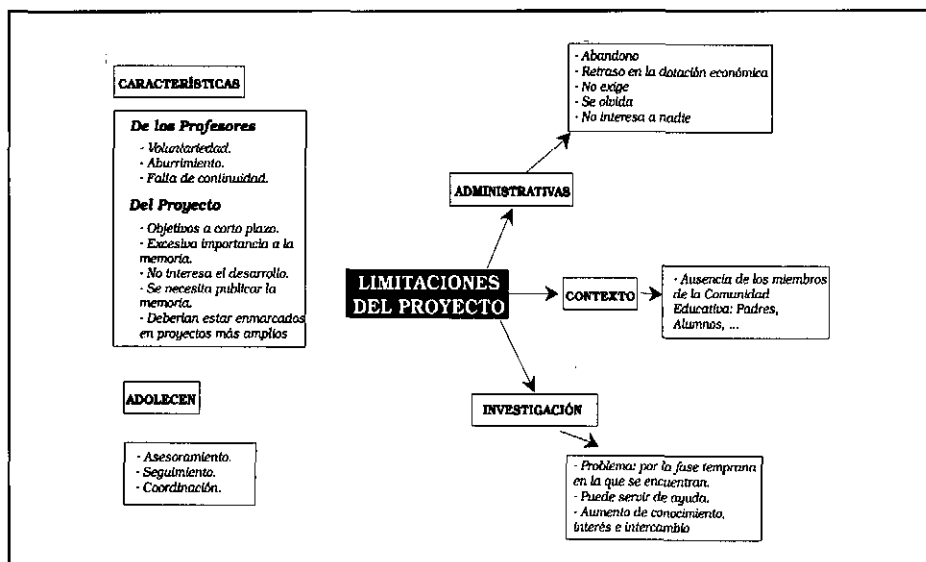 CARACTERÍSTICAS
De los Profesores
- Voluntariedad.
- Aburrimiento.
- Falta de continuidad.
Del Proyecto
- Objetivos a corto plazo.
- Excesiva importancia a la
memoria.
- No interesa el desarrollo.
- Se necesita publicar la
memoria.
- Deberían estar enmarcados
en proyectos más amplios
ADOLECEN
- Asesoramiento.
- Seguimiento.
- Coordinación.
LIMITACIONES
DEL PROYECTO
ADMINISTRATIVAS
- Abandono
- Retraso en la dotación económica
- No exige
- Se olvida
- No interesa a nadie
CONTEXTO
- Ausencia de los miembros
de la Comunidad
Educativa: Padres,
Alumnos, ...
INVESTIGACIÓN
- Problema: por la fase temprana
en la que se encuentran.
- Puede servir de ayuda.
- Aumento de conocimiento,
interés e intercambio